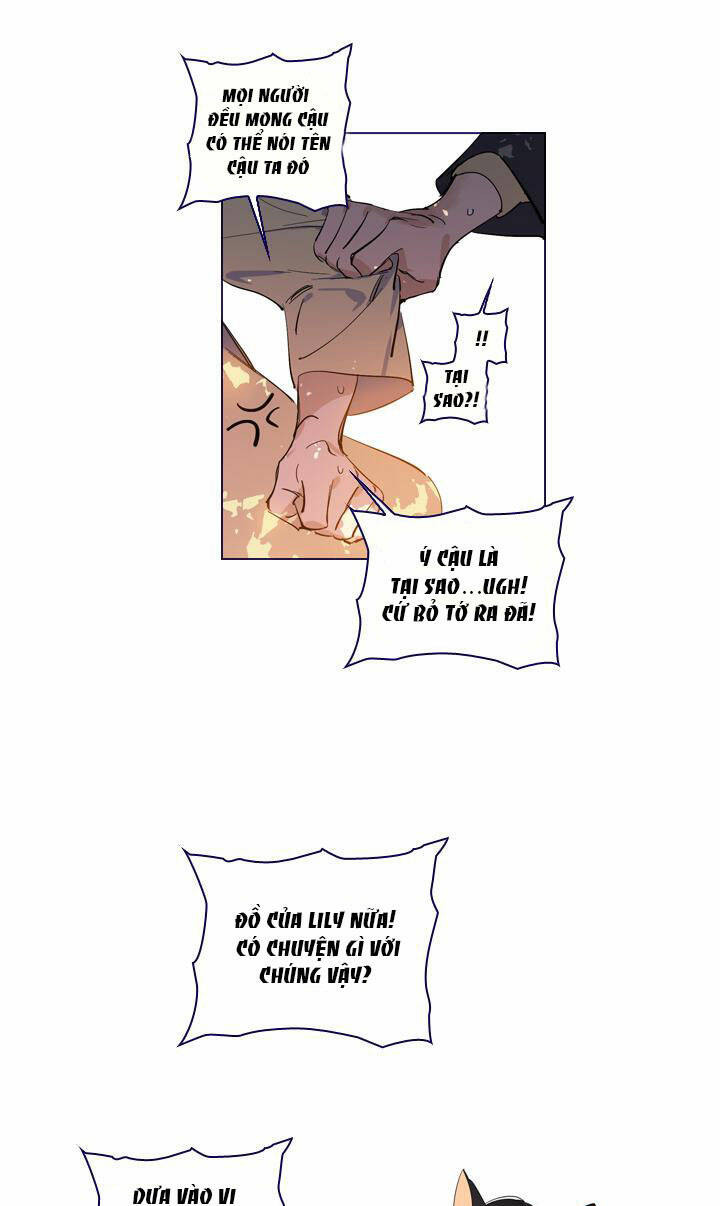 MỌI NGƯỜI
ĐỀU MONG CẬU
CÓ THỂ NÓI TÊN
CẬU TA ĐÓ
!!
TẠI
SAO?!
Ý CẬU LÀ
TẠI SAO...UGH!
CỨ BỎ TỚ RA ĐÃ!
ĐỒ CỦA LILY NỮA!
CÓ CHUYỆN GÌ VỚI
CHÚNG VẬY?
DỰA VÀO VỊ